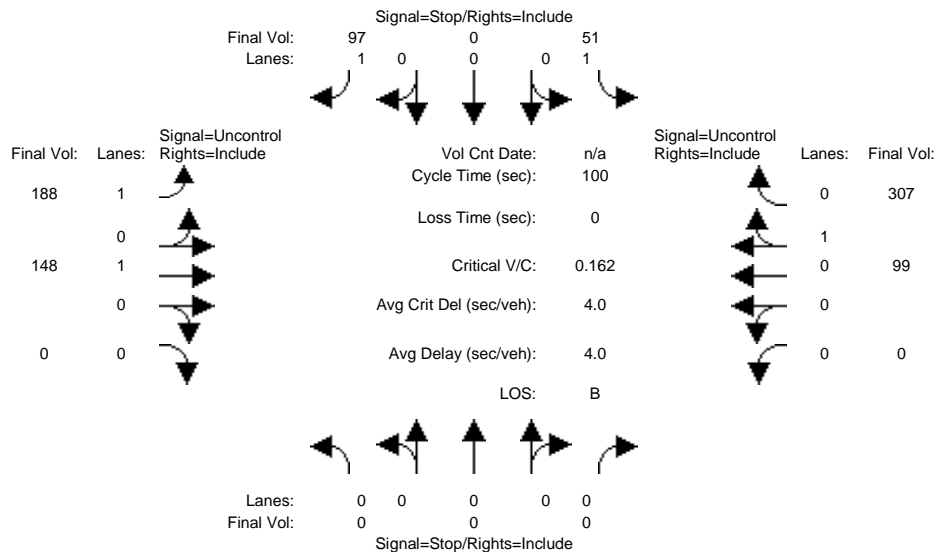 Signal=Stop/Rights=Include
Final Vol: 97 0 51
Lanes: 1 0 0 0 1
Signal=Uncontrol
Final Vol: Lanes: Rights=Include
Vol Cnt Date: n/a
Signal=Uncontrol
Rights=Include Lanes: Final Vol:
Cycle Time (sec): 100
188 1
0 307
Loss Time (sec): 0
0
1
148 1
Critical V/C: 0.162
0 99
0
Avg Crit Del (sec/veh): 4.0
0
0 0
Avg Delay (sec/veh): 4.0
0 0
LOS: B
Lanes: 0 0 0 0 0
Final Vol: 0 0 0
Signal=Stop/Rights=Include